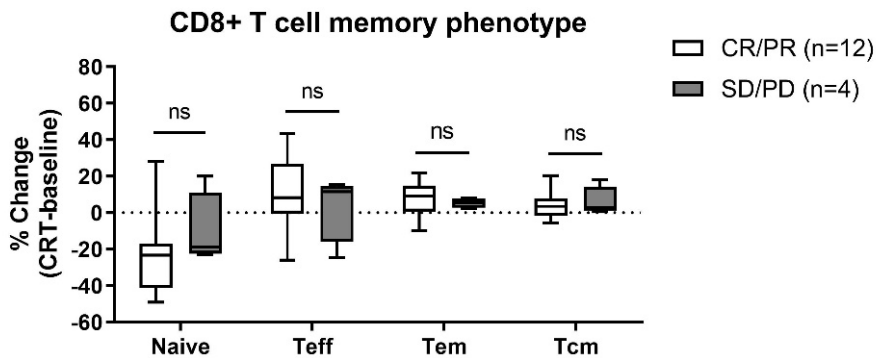 CD8+ T cell memory phenotype
CR/PR (n=12)
SD/PD (n=4)
% Change
(CRT-baseline)
80
60
40
20
0
-20
-40
-60
ns
ns
ns
ns
Naive
Teff
Tem
Tcm